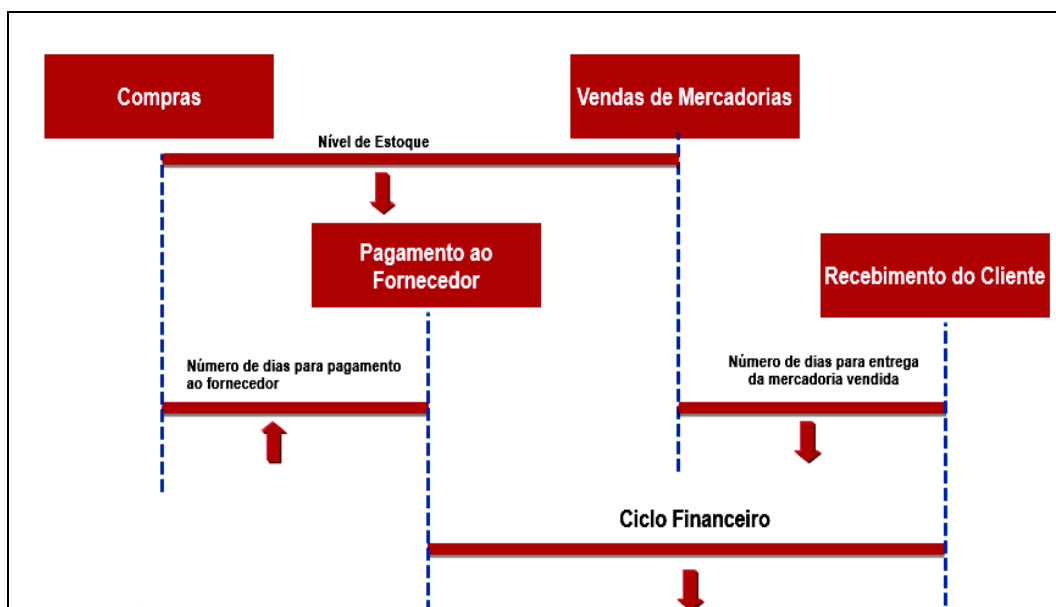 Compras
Vendas de Mercadorias
Nível de Estoque
Pagamento ao
Fornecedor
Recebimento do Cliente
Número de dias para pagamento
ao fornecedor
Número de dias para entrega
da mercadoria vendida
Ciclo Financeiro